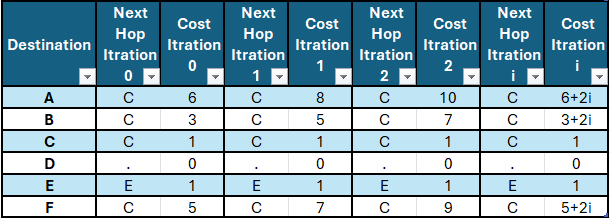 Destination Next Hop Itration 0 Cost Itration 0 Next Hop Itration 1 Cost Itration 1 Next Hop Itration 2 Cost Itration 2 Next Hop Itration i Cost Itration i
A C 6 C 8 C 10 C 6+2i
B C 3 C 5 C 7 C 3+2i
C C 1 C 1 C 1 C 1
D . 0 . 0 . 0 . 0
E E 1 E 1 E 1 E 1
F C 5 C 7 C 9 C 5+2i